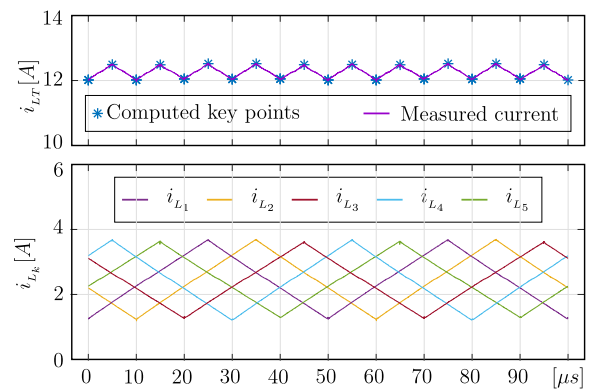 14
12
10
i_{LT}[A]
Computed key points
Measured current
6
4
2
0
i_{L_k}[A]
i_{L_1} i_{L_2} i_{L_3} i_{L_4} i_{L_5}
0 10 20 30 40 50 60 70 80 90 [μs]